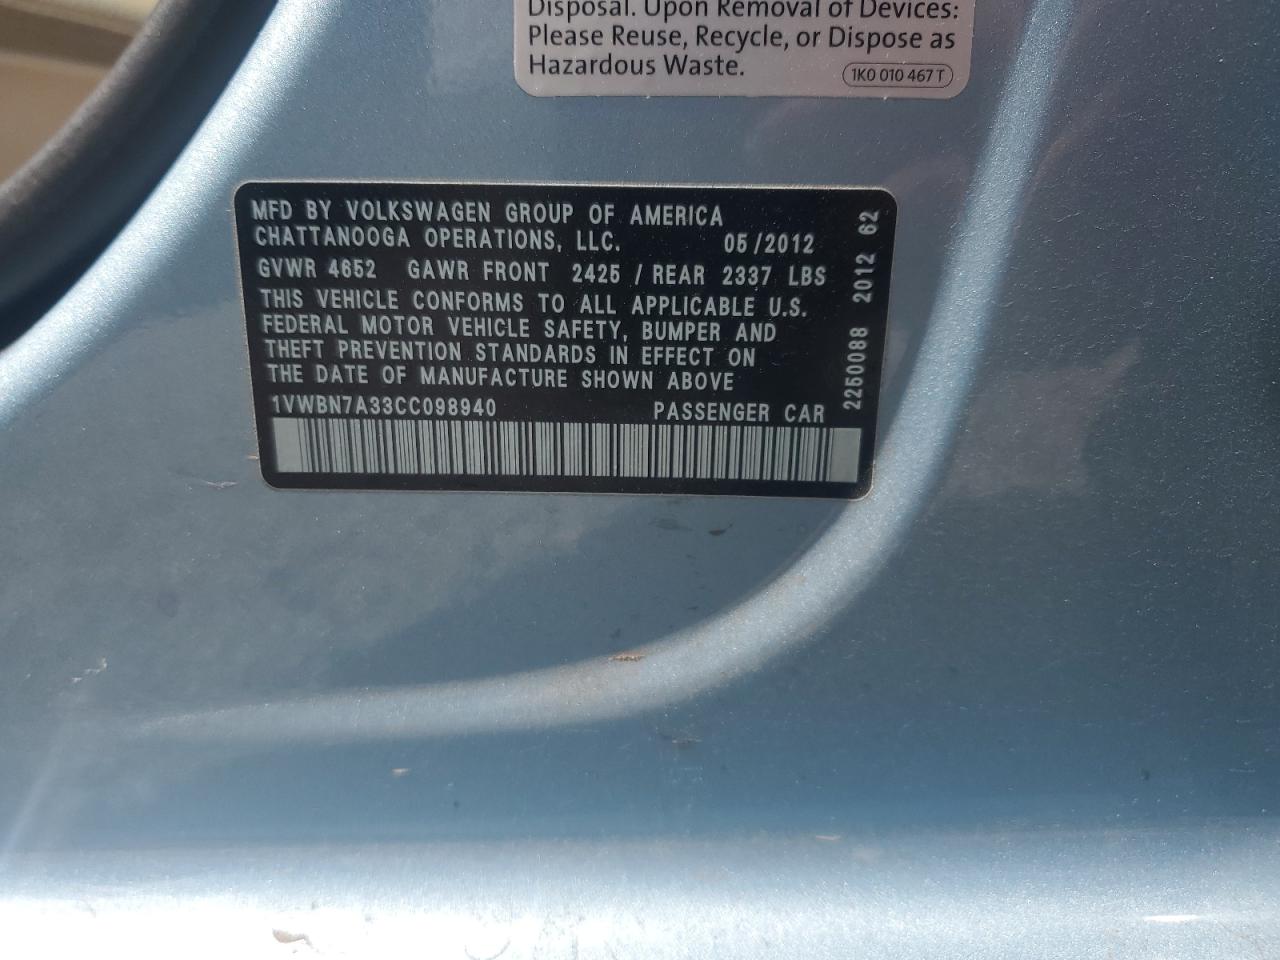 Disposal. Upon Removal of Devices:
Please Reuse, Recycle, or Dispose as
Hazardous Waste.
1K0 010 467 T
MFD BY VOLKSWAGEN GROUP OF AMERICA
CHATTANOOGA OPERATIONS, LLC. 05/2012
GVWR 4652 GAWR FRONT 2425 / REAR 2337 LBS
THIS VEHICLE CONFORMS TO ALL APPLICABLE U.S.
FEDERAL MOTOR VEHICLE SAFETY, BUMPER AND
THEFT PREVENTION STANDARDS IN EFFECT ON
THE DATE OF MANUFACTURE SHOWN ABOVE
1VWBN7A33CC098940 PASSENGER CAR
2250088 2012 62